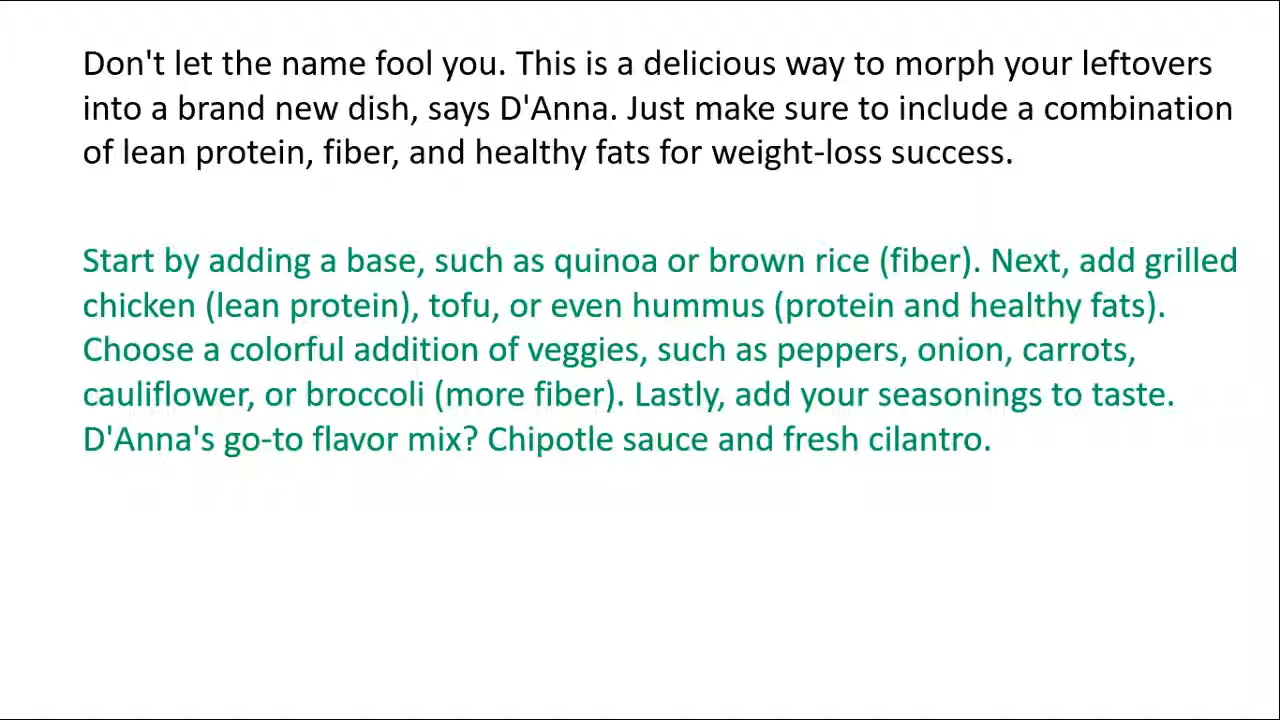 Don't let the name fool you. This is a delicious way to morph your leftovers
into a brand new dish, says D'Anna. Just make sure to include a combination
of lean protein, fiber, and healthy fats for weight-loss success.
Start by adding a base, such as quinoa or brown rice (fiber). Next, add grilled
chicken (lean protein), tofu, or even hummus (protein and healthy fats).
Choose a colorful addition of veggies, such as peppers, onion, carrots,
cauliflower, or broccoli (more fiber). Lastly, add your seasonings to taste.
D'Anna's go-to flavor mix? Chipotle sauce and fresh cilantro.